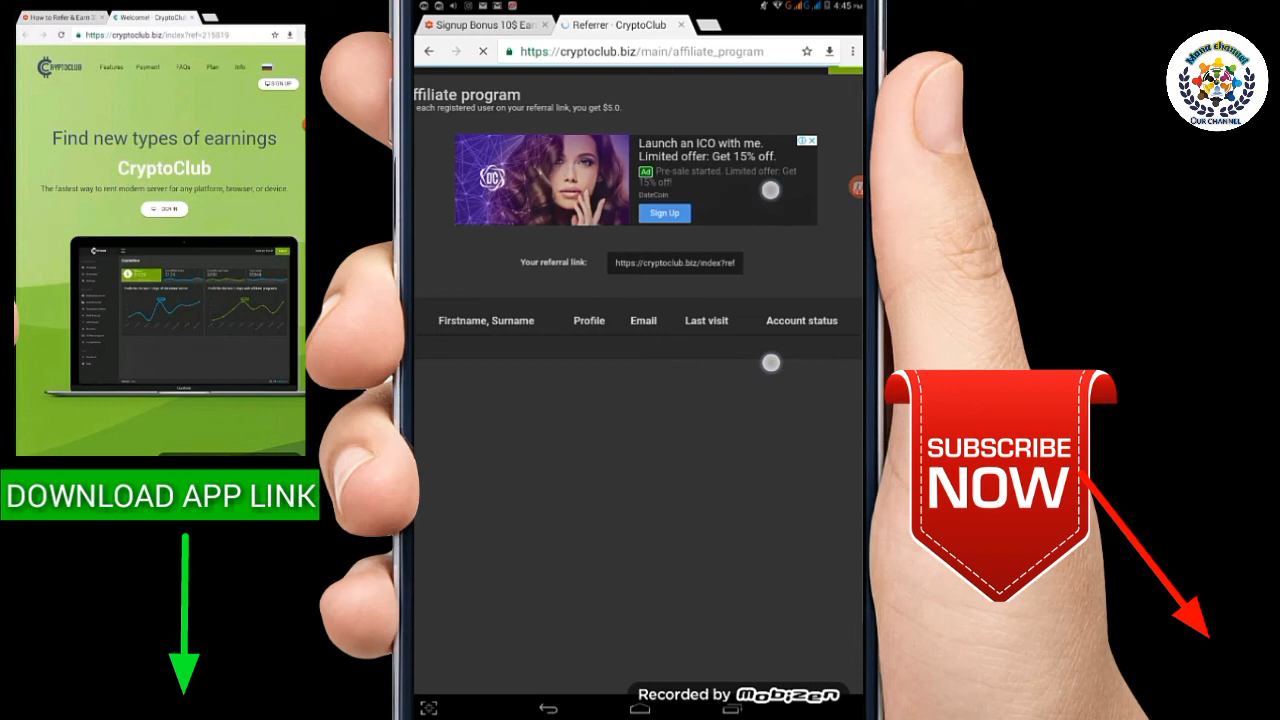 How to Refer & Earn
Welcome! · CryptoClub
https://cryptoclub.biz/index?ref=215819
CRYPTOCLUB
Features Payment FAQs Plan Info
SIGN UP
Find new types of earnings
CryptoClub
The fastest way to rent modern server for any platform, browser, or device.
SIGN IN
DOWNLOAD APP LINK
4:45 PM
Signup Bonus 10$ Earn
Referrer · CryptoClub
https://cryptoclub.biz/main/affiliate_program
ffiliate program
each registered user on your referral link, you get $5.0.
DC
Launch an ICO with me.
Limited offer: Get 15% off.
Ad Pre-sale started. Limited offer: Get
15% off!
DateCoin
Sign Up
Your referral link: https://cryptoclub.biz/index?ref
Firstname, Surname Profile Email Last visit Account status
Recorded by mobizen
Mana channel
OUR CHANNEL
SUBSCRIBE
NOW